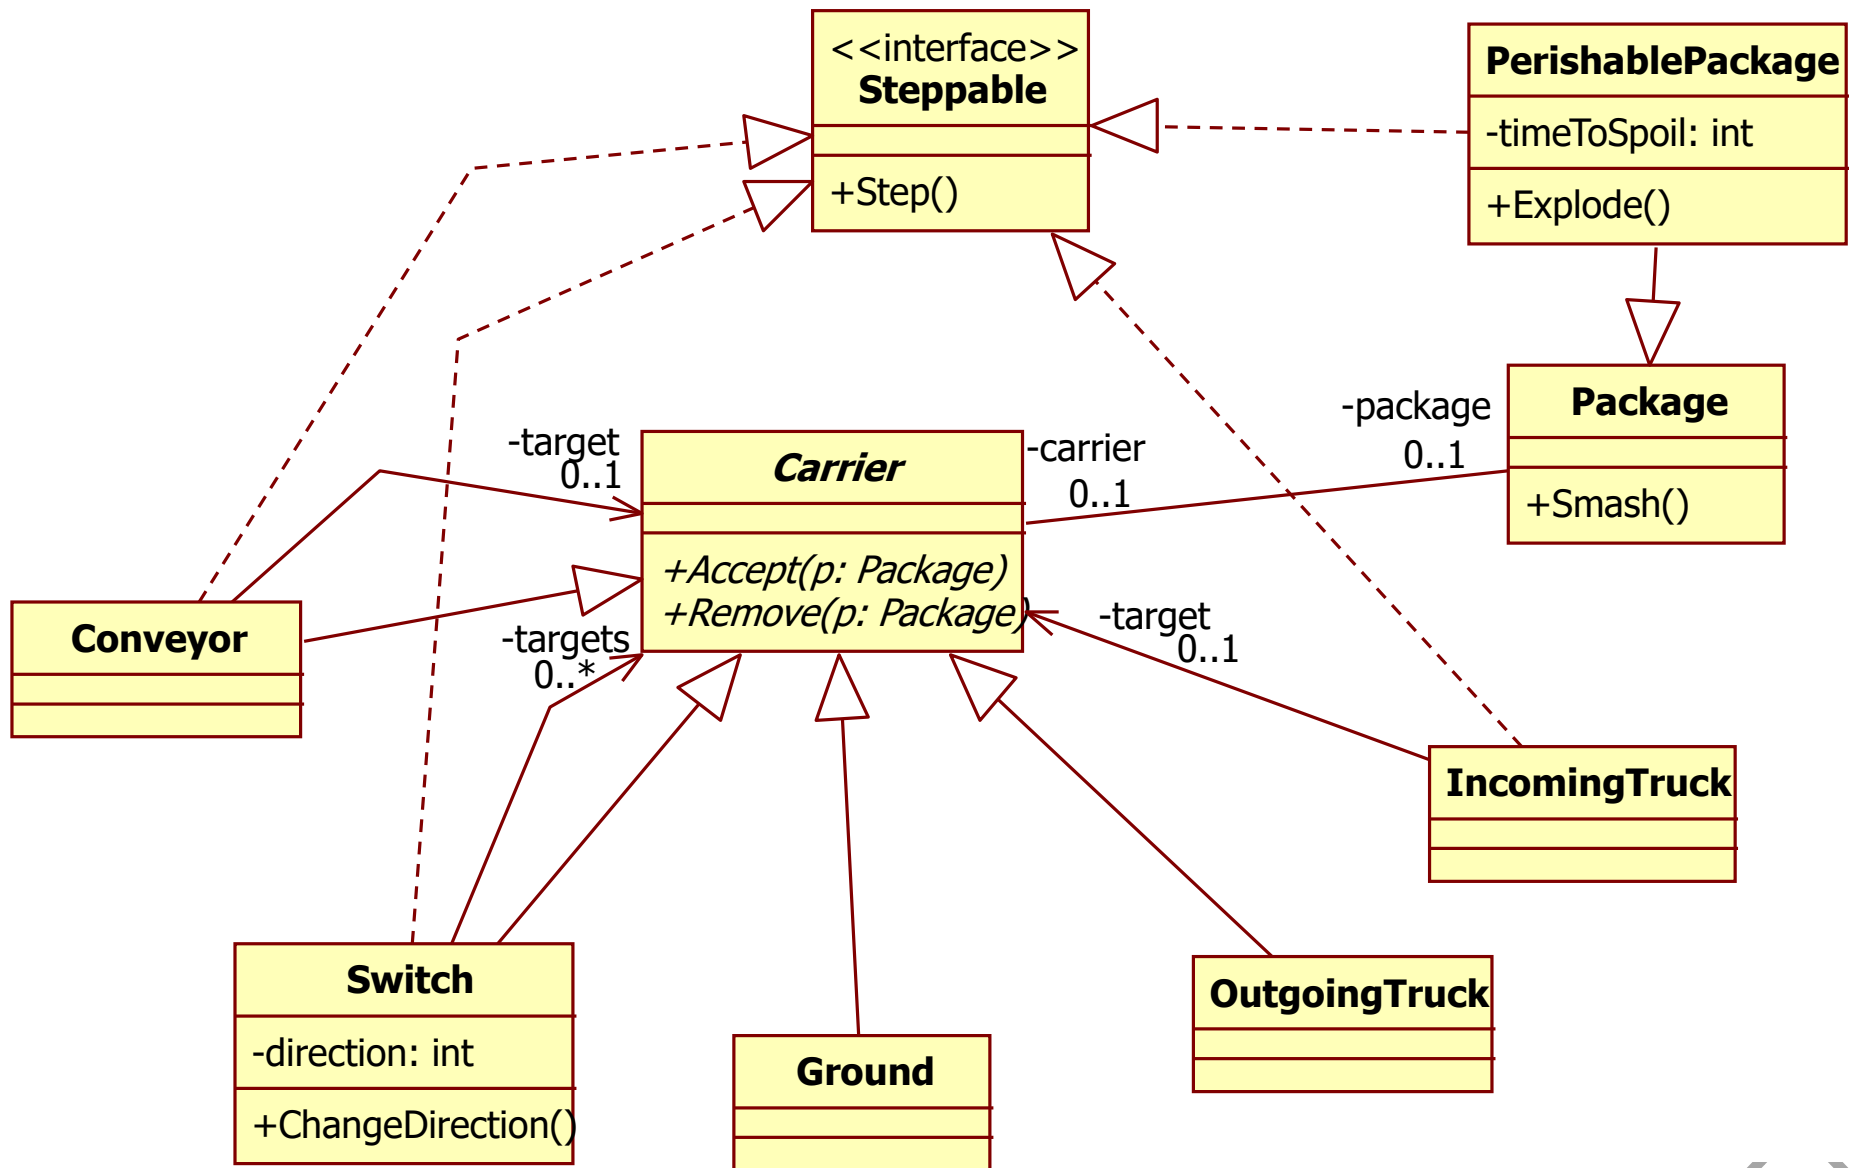 <<interface>>
Steppable
+Step()
PerishablePackage
-timeToSpoil: int
+Explode()
Package
+Smash()
-package
0..1
-carrier
0..1
-target
0..1
Carrier
+Accept(p: Package)
+Remove(p: Package)
Conveyor
-targets
0..*
-target
0..1
IncomingTruck
Switch
-direction: int
+ChangeDirection()
Ground
OutgoingTruck